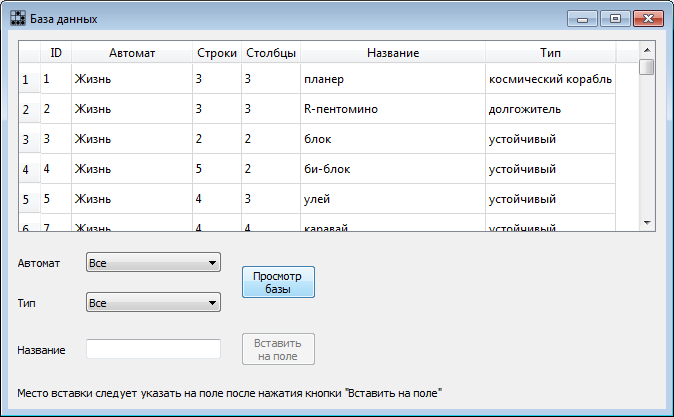 База данных
ID Автомат Строки Столбцы Название Тип
1 1 Жизнь 3 3 планер космический корабль
2 2 Жизнь 3 3 R-пентомино долгожитель
3 3 Жизнь 2 2 блок устойчивый
4 4 Жизнь 5 2 би-блок устойчивый
5 5 Жизнь 4 3 улей устойчивый
6 7 Жизнь 4 4 каравай устойчивый
Автомат Все
Просмотр
базы
Тип Все
Название
Вставить
на поле
Место вставки следует указать на поле после нажатия кнопки "Вставить на поле"